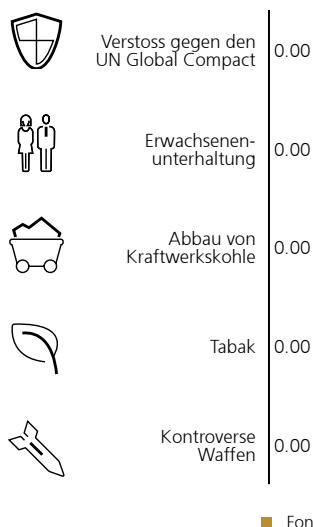 Verstoss gegen den
UN Global Compact
0.00
Erwachsenen-
unterhaltung
0.00
Abbau von
Kraftwerkskohle
0.00
Tabak
0.00
Kontroverse
Waffen
0.00
Fon